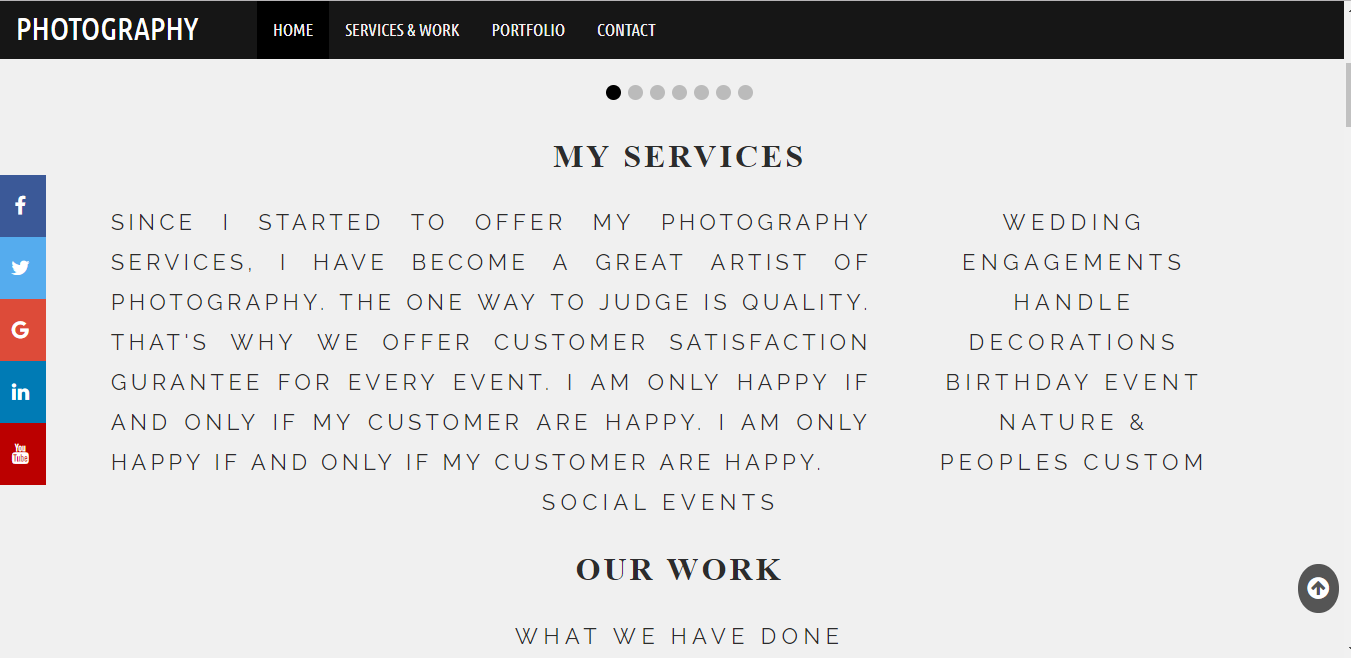 PHOTOGRAPHY
HOME
SERVICES & WORK
PORTFOLIO
CONTACT
MY SERVICES
SINCE I STARTED TO OFFER MY PHOTOGRAPHY
SERVICES, I HAVE BECOME A GREAT ARTIST OF
PHOTOGRAPHY. THE ONE WAY TO JUDGE IS QUALITY.
THAT'S WHY WE OFFER CUSTOMER SATISFACTION
GURANTEE FOR EVERY EVENT. I AM ONLY HAPPY IF
AND ONLY IF MY CUSTOMER ARE HAPPY. I AM ONLY
HAPPY IF AND ONLY IF MY CUSTOMER ARE HAPPY.
WEDDING
ENGAGEMENTS
HANDLE
DECORATIONS
BIRTHDAY EVENT
NATURE &
PEOPLES CUSTOM
SOCIAL EVENTS
OUR WORK
WHAT WE HAVE DONE
f
G
in
You
Tube